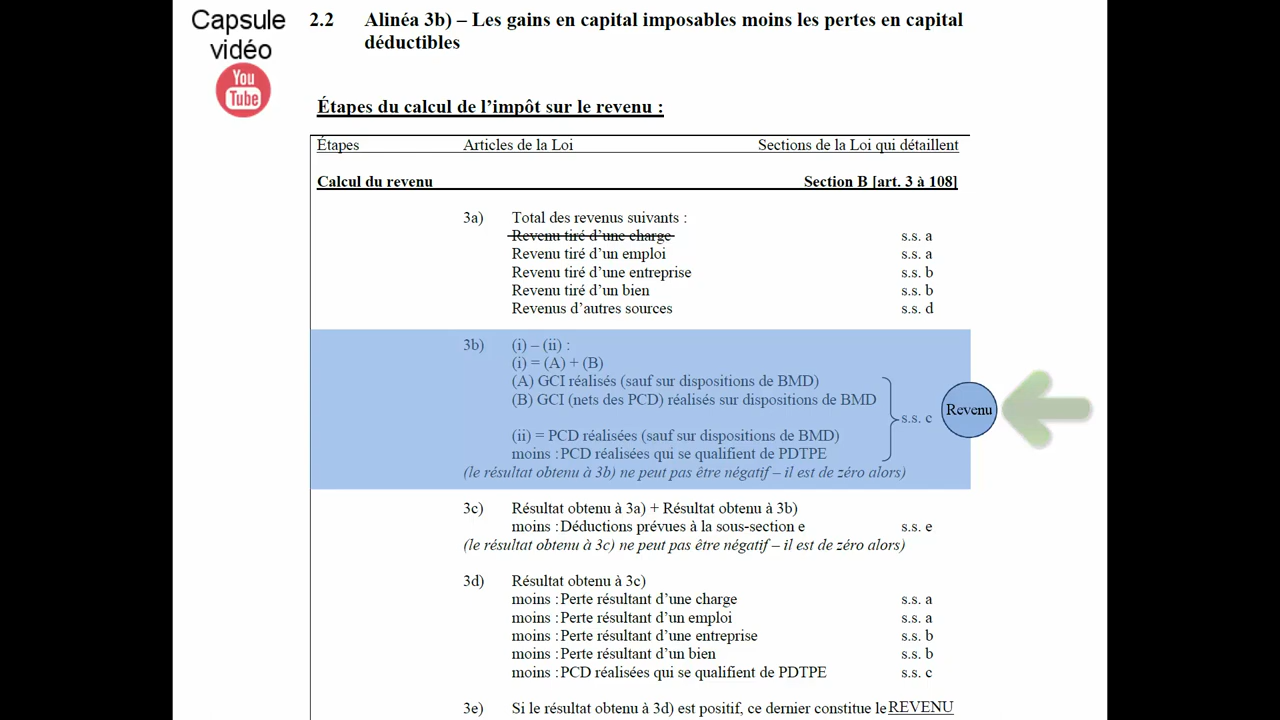 Capsule
vidéo
You
Tube
2.2 Alinéa 3b) – Les gains en capital imposables moins les pertes en capital
déductibles
Étapes du calcul de l’impôt sur le revenu :
Étapes Articles de la Loi Sections de la Loi qui détaillent
Calcul du revenu Section B [art. 3 à 108]
3a) Total des revenus suivants :
Revenu tiré d’une charge s.s. a
Revenu tiré d’un emploi s.s. a
Revenu tiré d’une entreprise s.s. b
Revenu tiré d’un bien s.s. b
Revenus d’autres sources s.s. d
3b) (i) – (ii) :
(i) = (A) + (B)
(A) GCI réalisés (sauf sur dispositions de BMD)
(B) GCI (nets des PCD) réalisés sur dispositions de BMD
s.s. c
Revenu
(ii) = PCD réalisées (sauf sur dispositions de BMD)
moins : PCD réalisées qui se qualifient de PDTPE
(le résultat obtenu à 3b) ne peut pas être négatif – il est de zéro alors)
3c) Résultat obtenu à 3a) + Résultat obtenu à 3b)
moins : Déductions prévues à la sous-section e s.s. e
(le résultat obtenu à 3c) ne peut pas être négatif – il est de zéro alors)
3d) Résultat obtenu à 3c)
moins : Perte résultant d’une charge s.s. a
moins : Perte résultant d’un emploi s.s. a
moins : Perte résultant d’une entreprise s.s. b
moins : Perte résultant d’un bien s.s. b
moins : PCD réalisées qui se qualifient de PDTPE s.s. c
3e) Si le résultat obtenu à 3d) est positif, ce dernier constitue le REVENU